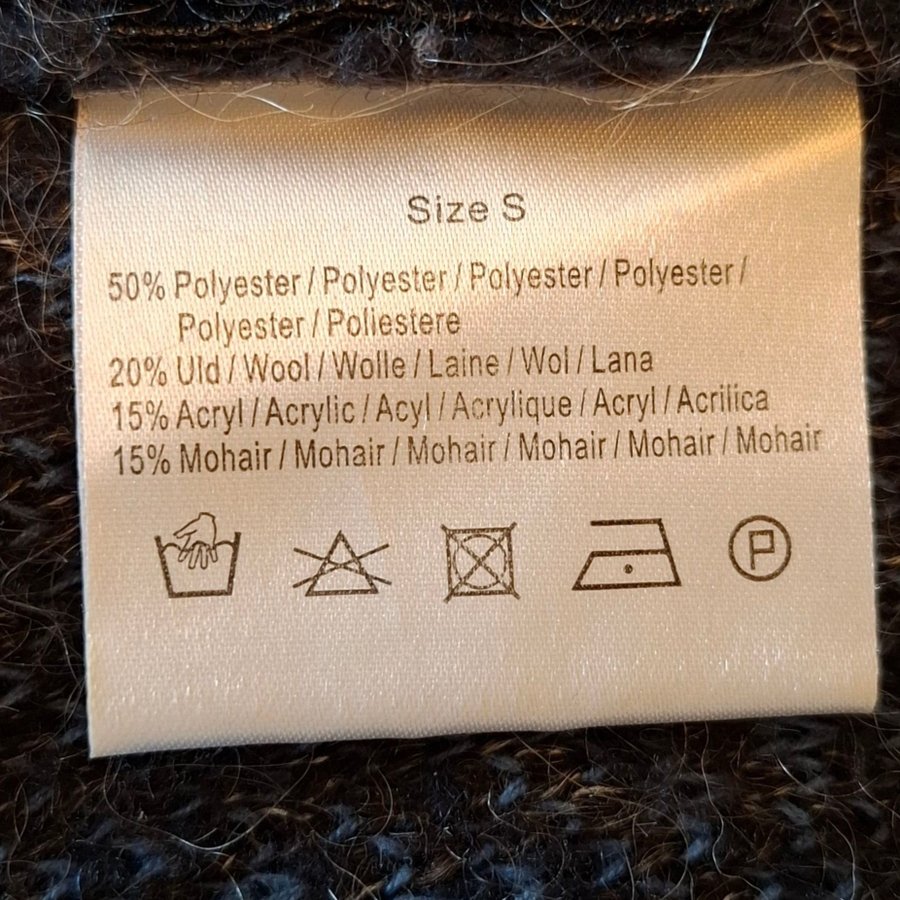 Size S
50% Polyester / Polyester / Polyester / Polyester /
Polyester / Poliestere
20% Uld / Wool / Wolle / Laine / Wol / Lana
15% Acryl / Acrylic / Acyl / Acrylique / Acryl / Acrilica
15% Mohair / Mohair / Mohair / Mohair / Mohair / Mohair
P